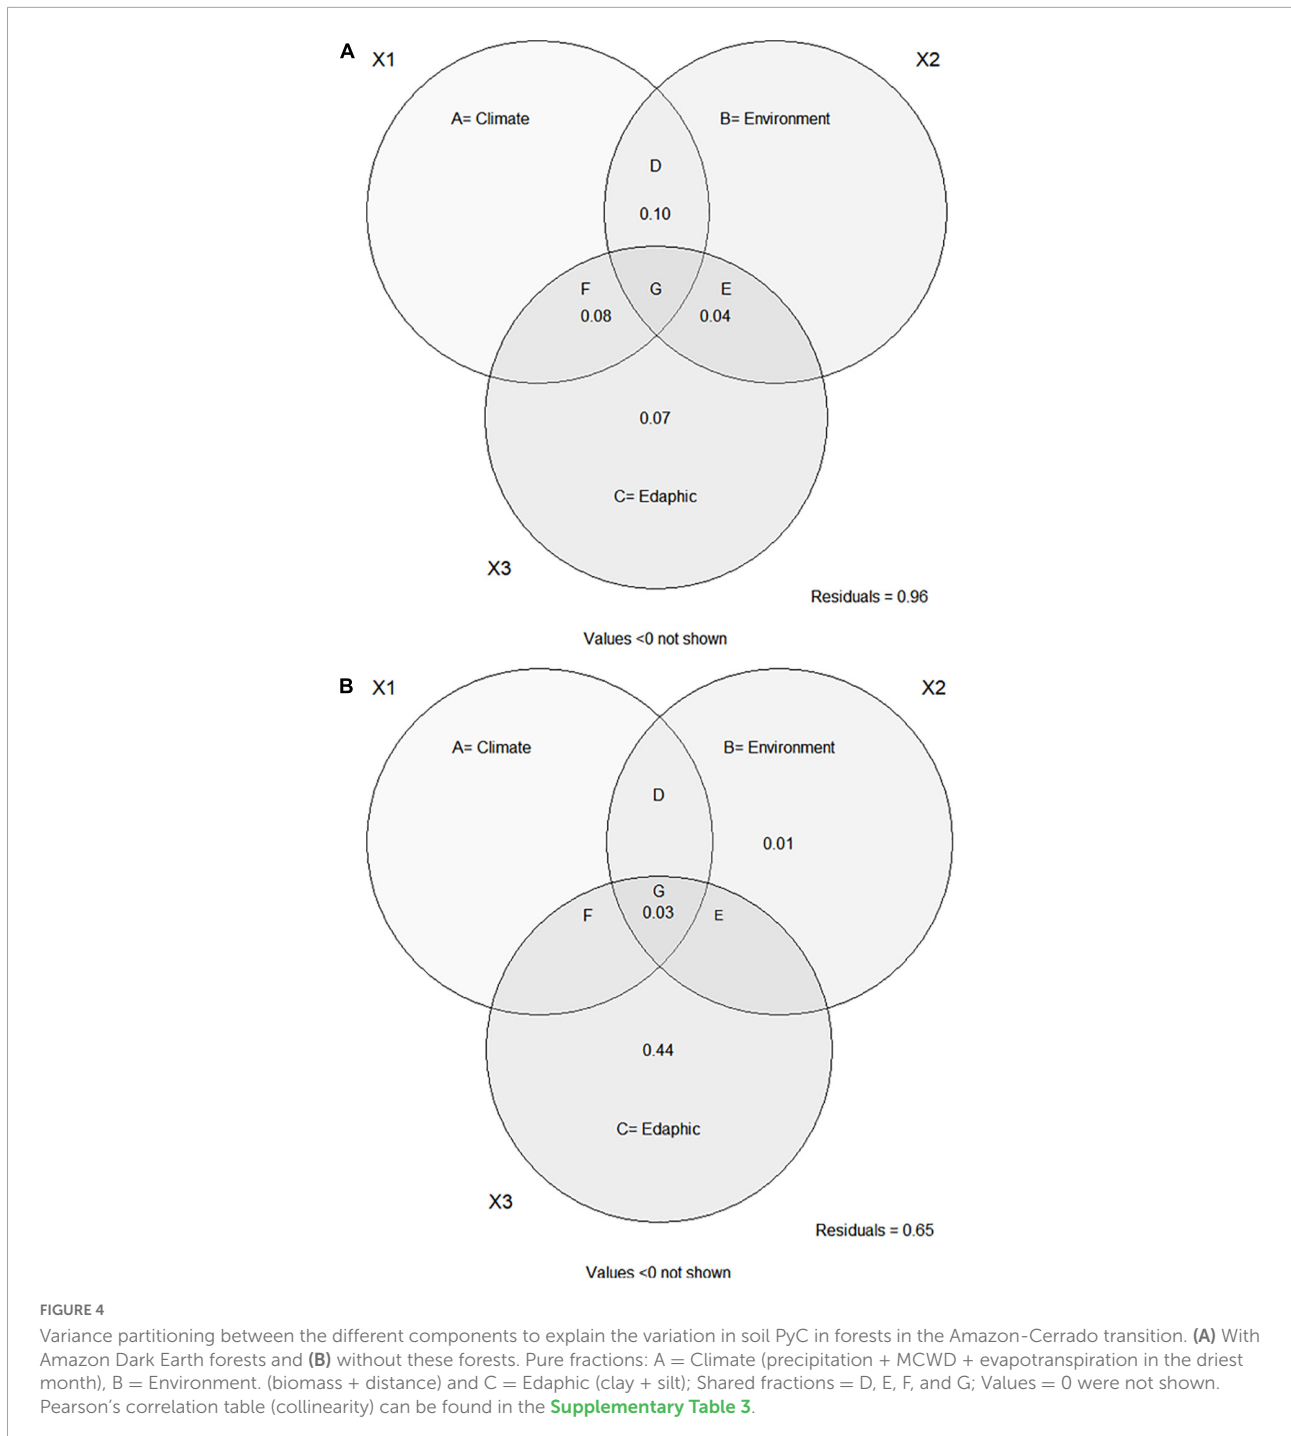 A X1 X2
A= Climate B= Environment
D
0.10
F G E
0.08 0.04
0.07
C= Edaphic
X3
Residuals = 0.96
Values <0 not shown
B X1 X2
A= Climate B= Environment
D
0.01
G
F 0.03 E
0.44
C= Edaphic
X3
Residuals = 0.65
Values <0 not shown
FIGURE 4
Variance partitioning between the different components to explain the variation in soil PyC in forests in the Amazon-Cerrado transition. (A) With
Amazon Dark Earth forests and (B) without these forests. Pure fractions: A = Climate (precipitation + MCWD + evapotranspiration in the driest
month), B = Environment. (biomass + distance) and C = Edaphic (clay + silt); Shared fractions = D, E, F, and G; Values = 0 were not shown.
Pearson's correlation table (collinearity) can be found in the Supplementary Table 3.